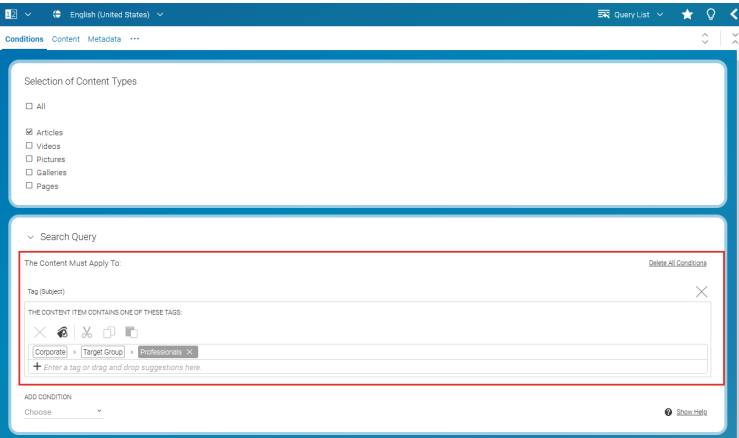 English (United States)
Query List
Conditions Content Metadata ···
Selection of Content Types
All
Articles
Videos
Pictures
Galleries
Pages
Search Query
The Content Must Apply To:
Delete All Conditions
Tag (Subject)
THE CONTENT ITEM CONTAINS ONE OF THESE TAGS:
Corporate Target Group Professionals
Enter a tag or drag and drop suggestions here.
ADD CONDITION
Choose
Show Help